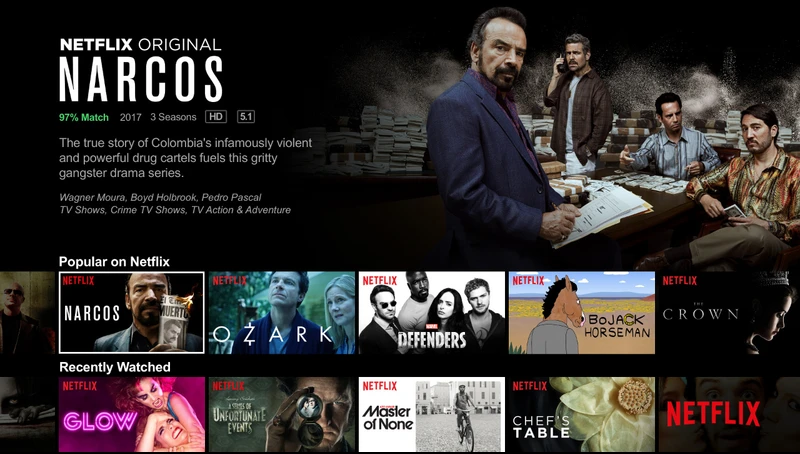 NETFLIX ORIGINAL
NARCOS
97% Match 2017 3 Seasons HD 5.1
The true story of Colombia's infamously violent
and powerful drug cartels fuels this gritty
gangster drama series.
Wagner Moura, Boyd Holbrook, Pedro Pascal
TV Shows, Crime TV Shows, TV Action & Adventure
Popular on Netflix
NETFLIX
NARCOS
MUERTO
NETFLIX
OZARK
NETFLIX
MARVEL
DEFENDERS
NETFLIX
BOJACK
HORSEMAN
NETFLIX
THE
CROWN
Recently Watched
NETFLIX
GLOW
NETFLIX
A SERIES OF
UNFORTUNATE
EVENTS
NETFLIX
Master
of None
NETFLIX
CHEF'S
TABLE
NETFLIX